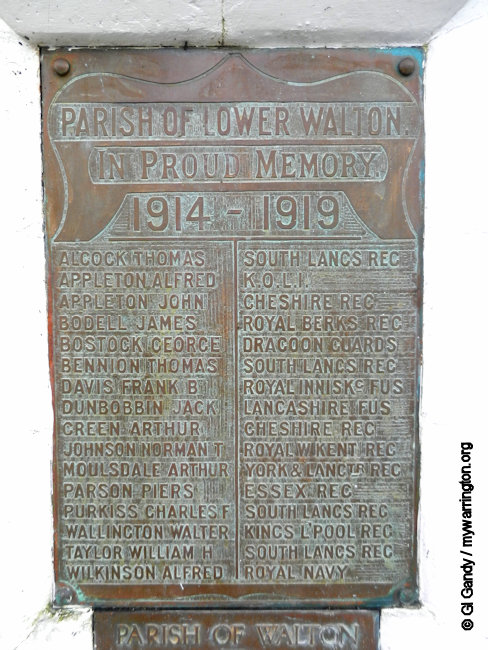 PARISH OF LOWER WALTON.
IN PROUD MEMORY
1914 - 1919
ALCOCK THOMAS SOUTH LANCS REG
APPLETON ALFRED K.O.L.I.
APPLETON JOHN CHESHIRE REG
BODELL JAMES ROYAL BERKS REG
BOSTOCK GEORGE DRAGOON GUARDS
BENNION THOMAS SOUTH LANCS REG
DAVIS FRANK B ROYAL INNISKG FUS
DUNBOBBIN JACK LANCASHIRE FUS
GREEN ARTHUR CHESHIRE REG
JOHNSON NORMAN T ROYAL W KENT REG
MOULSDALE ARTHUR YORK & LANCTR REG
PARSON PIERS ESSEX REG
PURKISS CHARLES F SOUTH LANCS REG
WALLINGTON WALTER KINGS L'POOL REG
TAYLOR WILLIAM H SOUTH LANCS REG
WILKINSON ALFRED ROYAL NAVY
PARISH OF WALTON
© GI Gandy / mywarrington.org